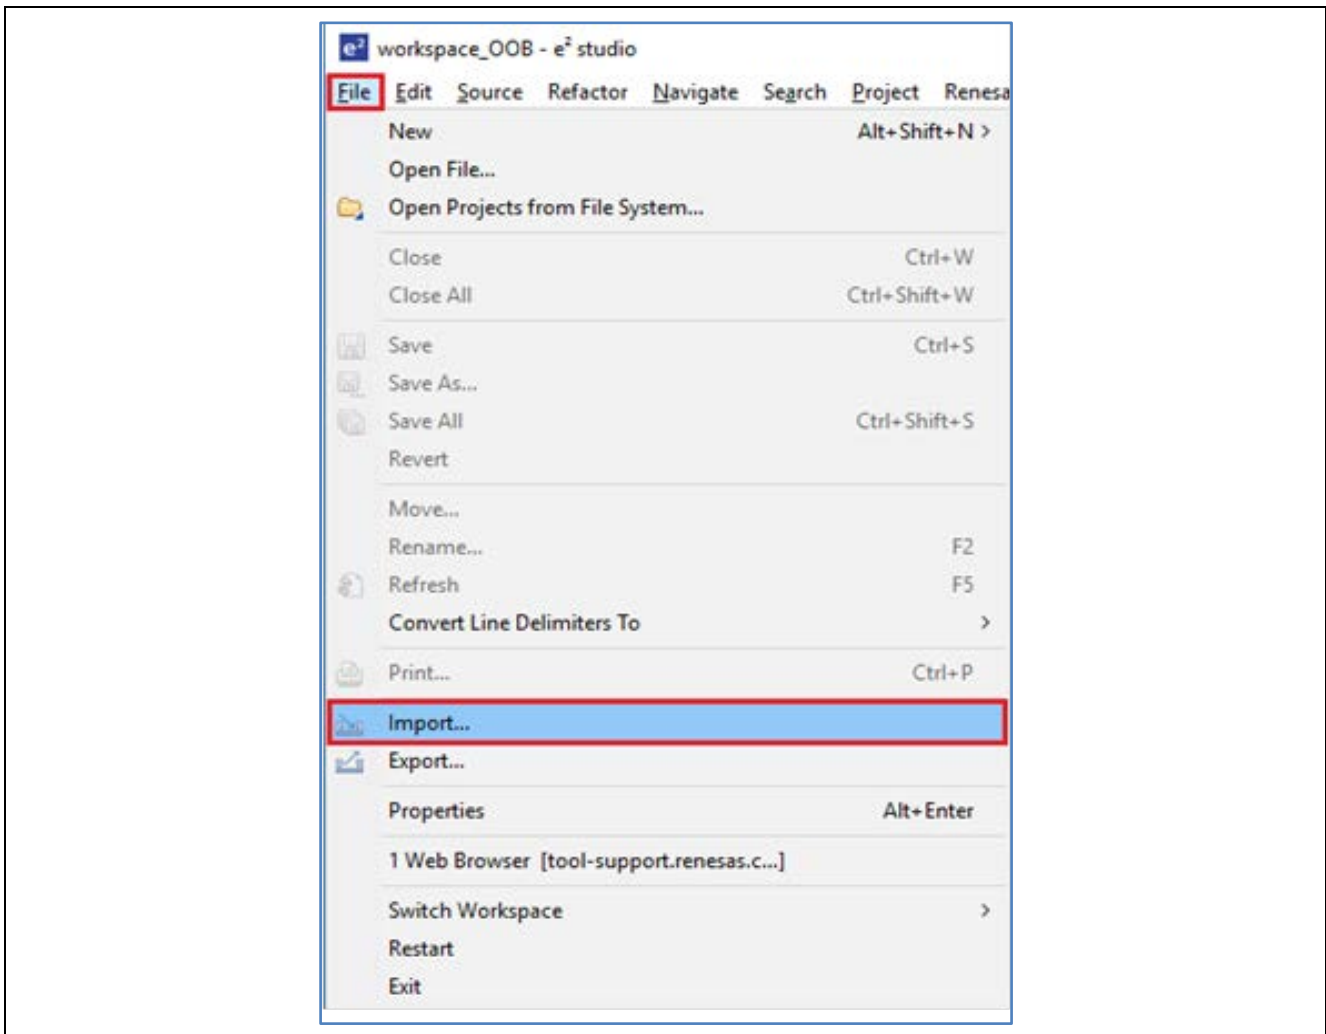 e² workspace_OOB - e² studio
File Edit Source Refactor Navigate Search Project Renesa
New Alt+Shift+N >
Open File...
Open Projects from File System...
Close Ctrl+W
Close All Ctrl+Shift+W
Save Ctrl+S
Save As...
Save All Ctrl+Shift+S
Revert
Move...
Rename... F2
Refresh F5
Convert Line Delimiters To >
Print... Ctrl+P
Import...
Export...
Properties Alt+Enter
1 Web Browser [tool-support.renesas.c...]
Switch Workspace >
Restart
Exit